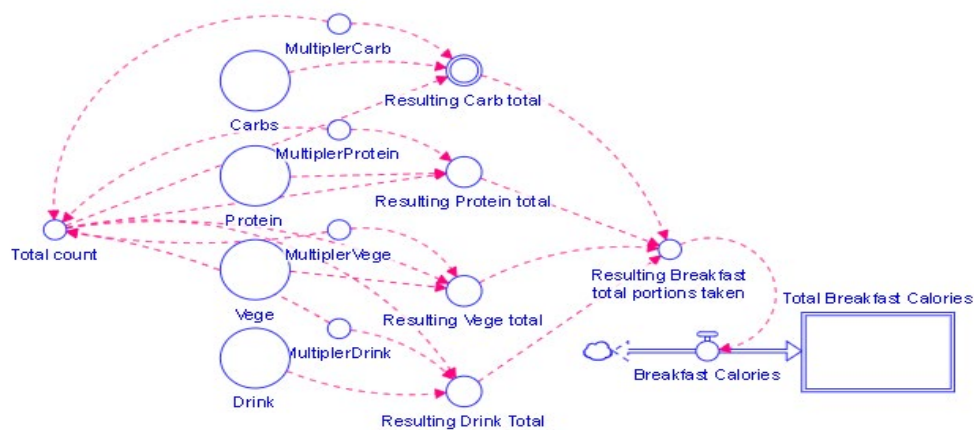 MultiplerCarb
Resulting Carb total
Carbs
MultiplerProtein
Resulting Protein total
Protein
Total count
MultiplerVege
Resulting Breakfast
total portions taken
Total Breakfast Calories
Vege
Resulting Vege total
MultiplerDrink
Breakfast Calories
Drink
Resulting Drink Total